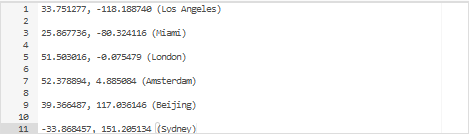 1 33.751277, -118.188740 (Los Angeles)
2
3 25.867736, -80.324116 (Miami)
4
5 51.503016, -0.075479 (London)
6
7 52.378894, 4.885084 (Amsterdam)
8
9 39.366487, 117.036146 (Beijing)
10
11 -33.868457, 151.205134 (Sydney)